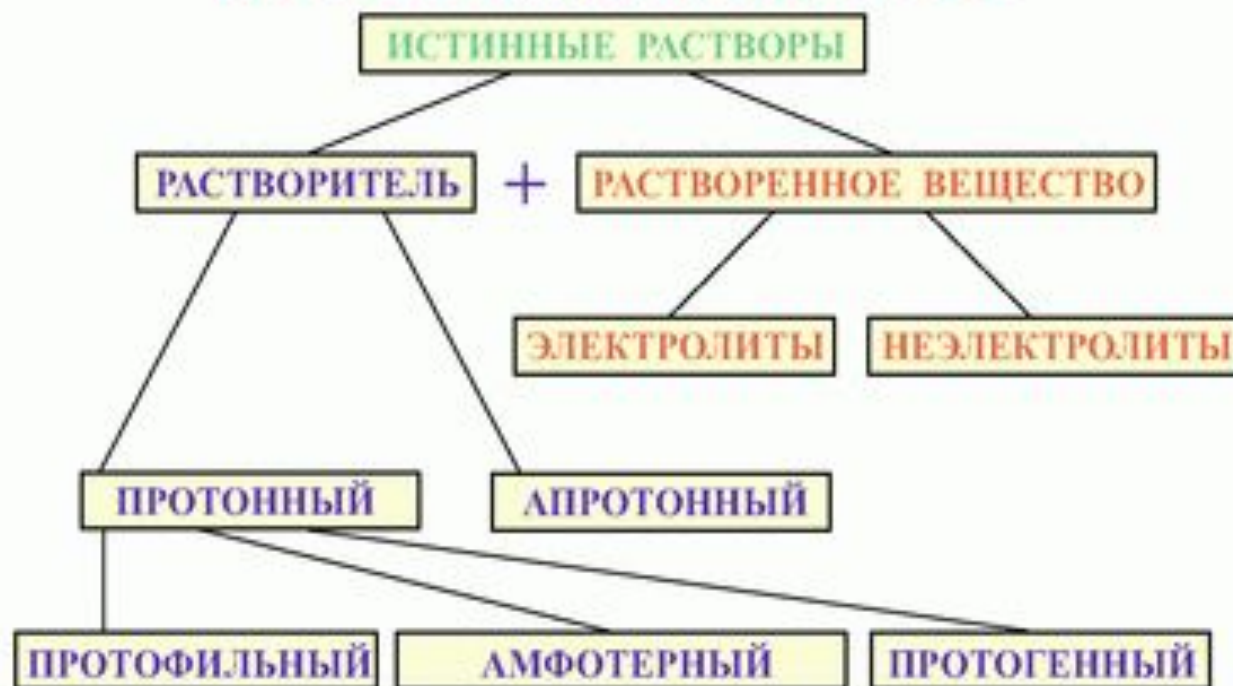 ИСТИННЫЕ РАСТВОРЫ
РАСТВОРИТЕЛЬ + РАСТВОРЕННОЕ ВЕЩЕСТВО
ЭЛЕКТРОЛИТЫ НЕЭЛЕКТРОЛИТЫ
ПРОТОННЫЙ АПРОТОННЫЙ
ПРОТОФИЛЬНЫЙ АМФОТЕРНЫЙ ПРОТОГЕННЫЙ